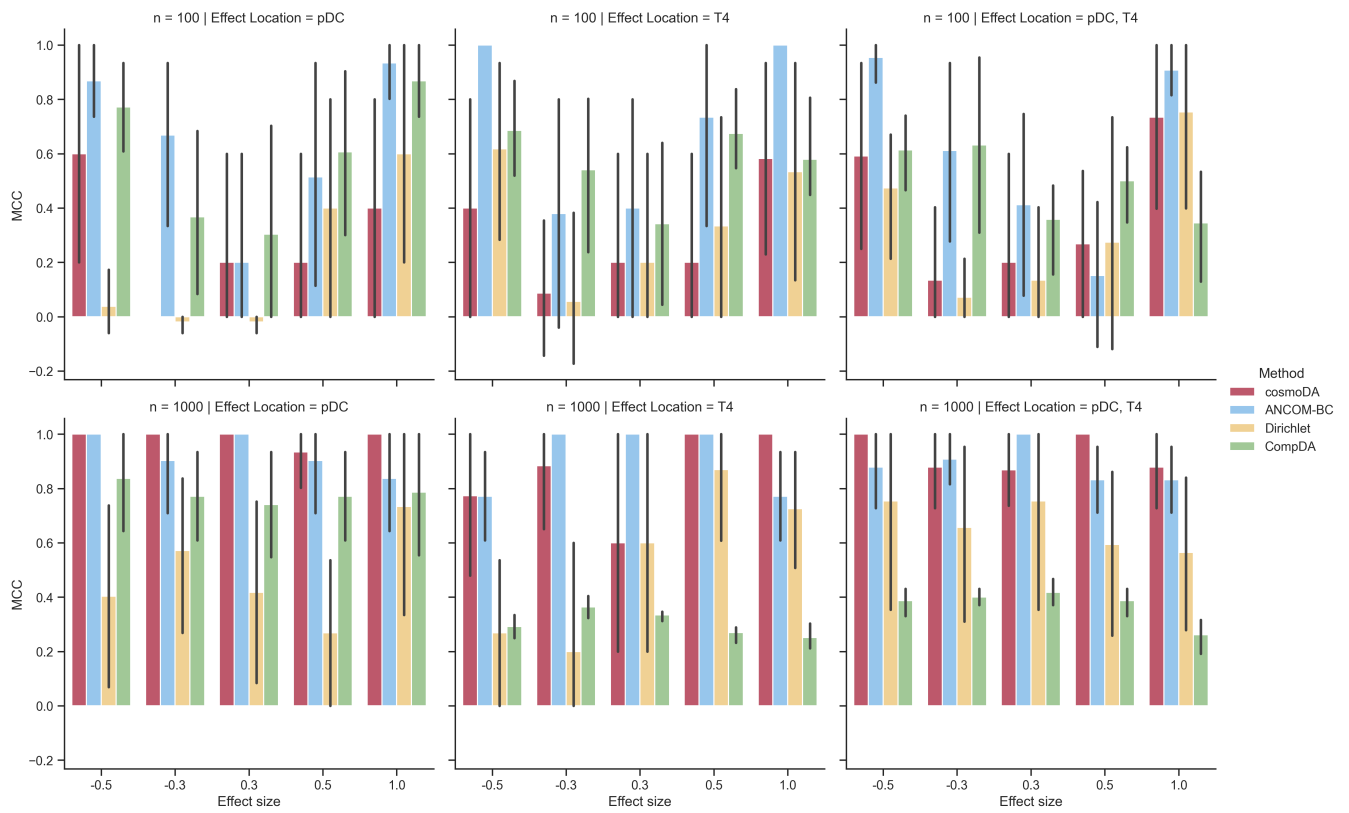 n = 100 | Effect Location = pDC
n = 100 | Effect Location = T4
n = 100 | Effect Location = pDC, T4
1.0
0.8
0.6
0.4
0.2
0.0
−0.2
MCC
n = 1000 | Effect Location = pDC
n = 1000 | Effect Location = T4
n = 1000 | Effect Location = pDC, T4
1.0
0.8
0.6
0.4
0.2
0.0
−0.2
MCC
-0.5 -0.3 0.3 0.5 1.0
Effect size
-0.5 -0.3 0.3 0.5 1.0
Effect size
-0.5 -0.3 0.3 0.5 1.0
Effect size
Method
cosmoDA
ANCOM-BC
Dirichlet
CompDA